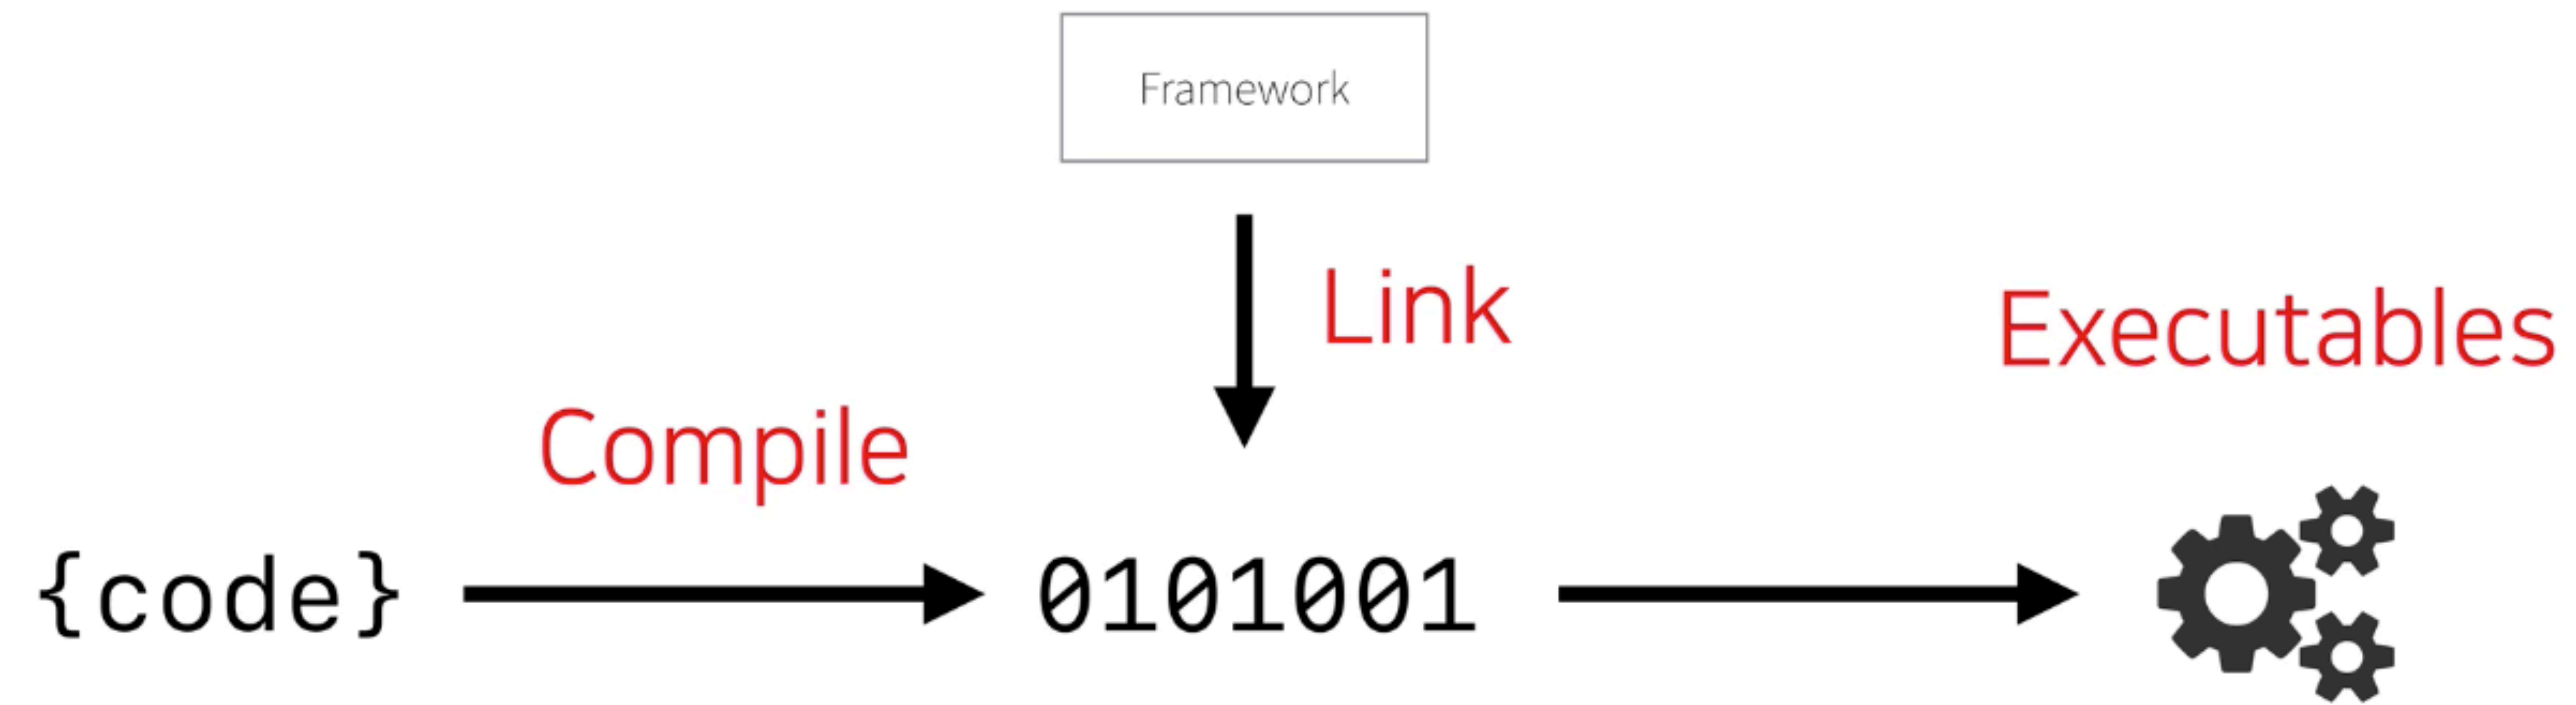 Framework
Link
Executables
Compile
{code}
0101001